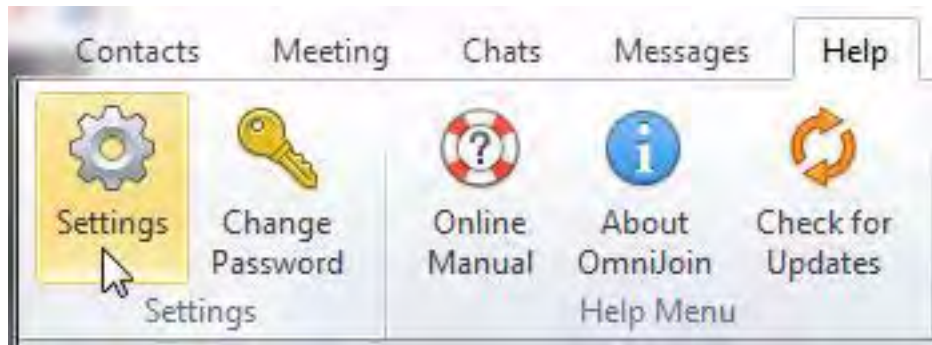 Contacts Meeting Chats Messages Help
Settings Change Password Online Manual About OmniJoin Check for Updates
Settings Help Menu